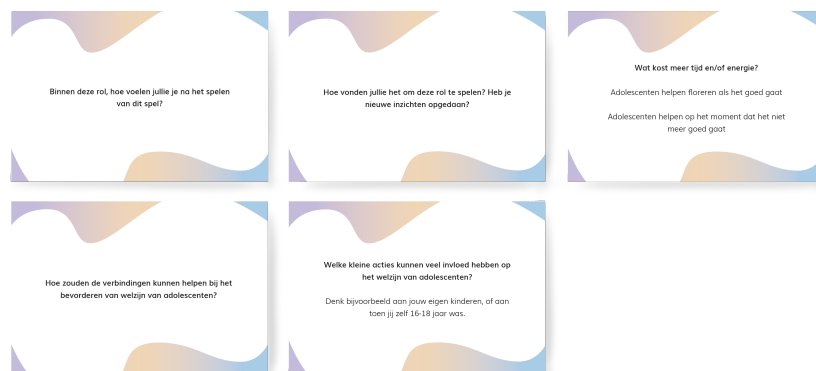 Binnen deze rol, hoe voelen jullie je na het spelen
van dit spel?
Hoe vonden jullie het om deze rol te spelen? Heb je
nieuwe inzichten opgedaan?
Wat kost meer tijd en/of energie?
Adolescenten helpen floreren als het goed gaat
Adolescenten helpen op het moment dat het niet
meer goed gaat
Hoe zouden de verbindingen kunnen helpen bij het
bevorderen van welzijn van adolescenten?
Welke kleine acties kunnen veel invloed hebben op
het welzijn van adolescenten?
Denk bijvoorbeeld aan jouw eigen kinderen, of aan
toen jij zelf 16-18 jaar was.